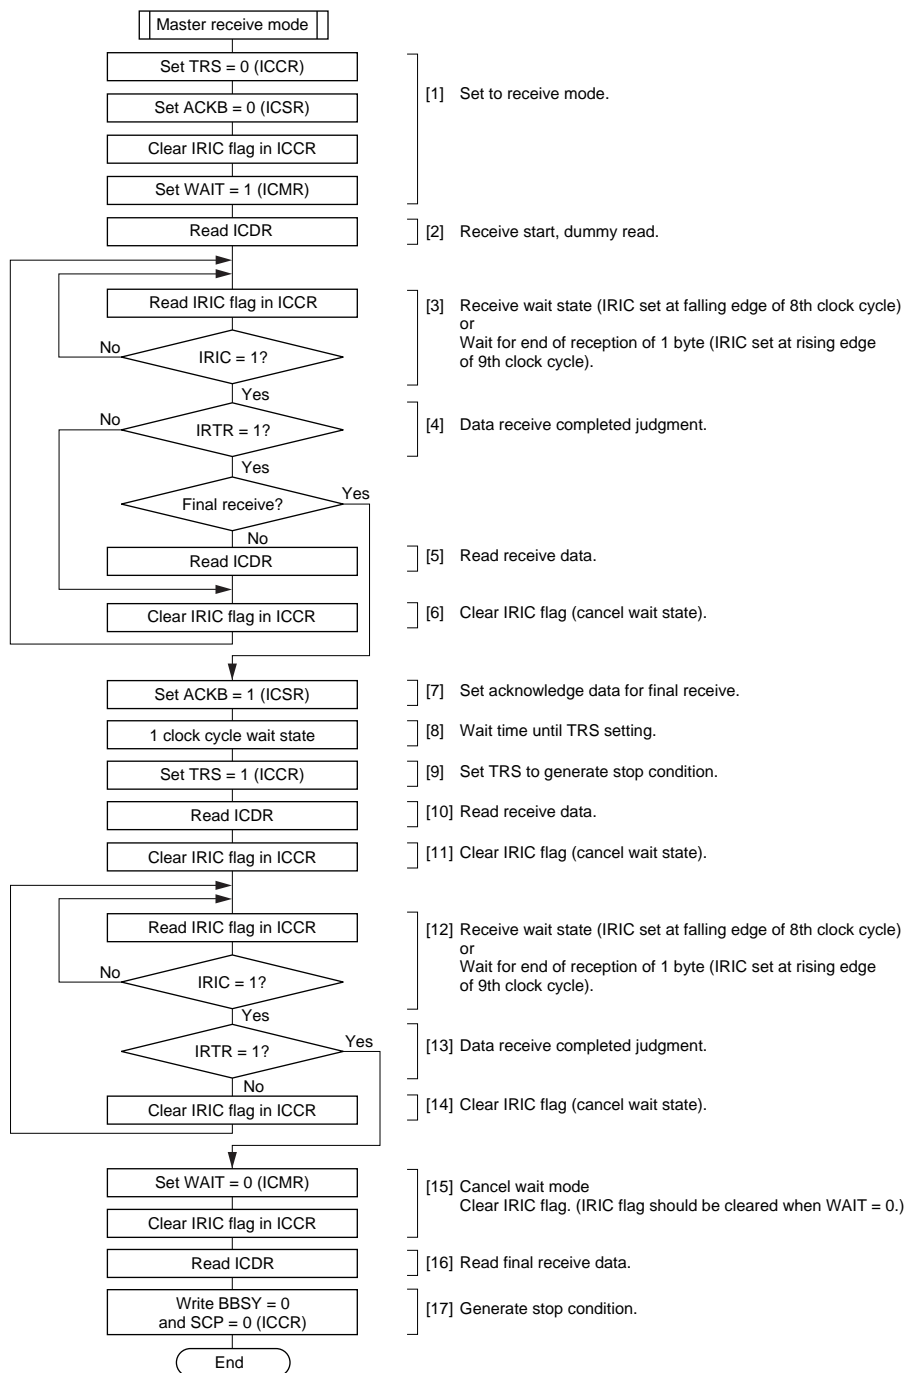 Master receive mode
Set TRS = 0 (ICCR)
Set ACKB = 0 (ICSR)
[1] Set to receive mode.
Clear IRIC flag in ICCR
Set WAIT = 1 (ICMR)
Read ICDR
[2] Receive start, dummy read.
Read IRIC flag in ICCR
[3] Receive wait state (IRIC set at falling edge of 8th clock cycle)
or
Wait for end of reception of 1 byte (IRIC set at rising edge
of 9th clock cycle).
No
IRIC = 1?
Yes
No
IRTR = 1?
[4] Data receive completed judgment.
Yes
Final receive?
Yes
No
Read ICDR
[5] Read receive data.
Clear IRIC flag in ICCR
[6] Clear IRIC flag (cancel wait state).
Set ACKB = 1 (ICSR)
[7] Set acknowledge data for final receive.
1 clock cycle wait state
[8] Wait time until TRS setting.
Set TRS = 1 (ICCR)
[9] Set TRS to generate stop condition.
Read ICDR
[10] Read receive data.
Clear IRIC flag in ICCR
[11] Clear IRIC flag (cancel wait state).
Read IRIC flag in ICCR
[12] Receive wait state (IRIC set at falling edge of 8th clock cycle)
or
Wait for end of reception of 1 byte (IRIC set at rising edge
of 9th clock cycle).
No
IRIC = 1?
Yes
IRTR = 1?
Yes
[13] Data receive completed judgment.
No
Clear IRIC flag in ICCR
[14] Clear IRIC flag (cancel wait state).
Set WAIT = 0 (ICMR)
[15] Cancel wait mode
Clear IRIC flag. (IRIC flag should be cleared when WAIT = 0.)
Clear IRIC flag in ICCR
Read ICDR
[16] Read final receive data.
Write BBSY = 0
and SCP = 0 (ICCR)
[17] Generate stop condition.
End